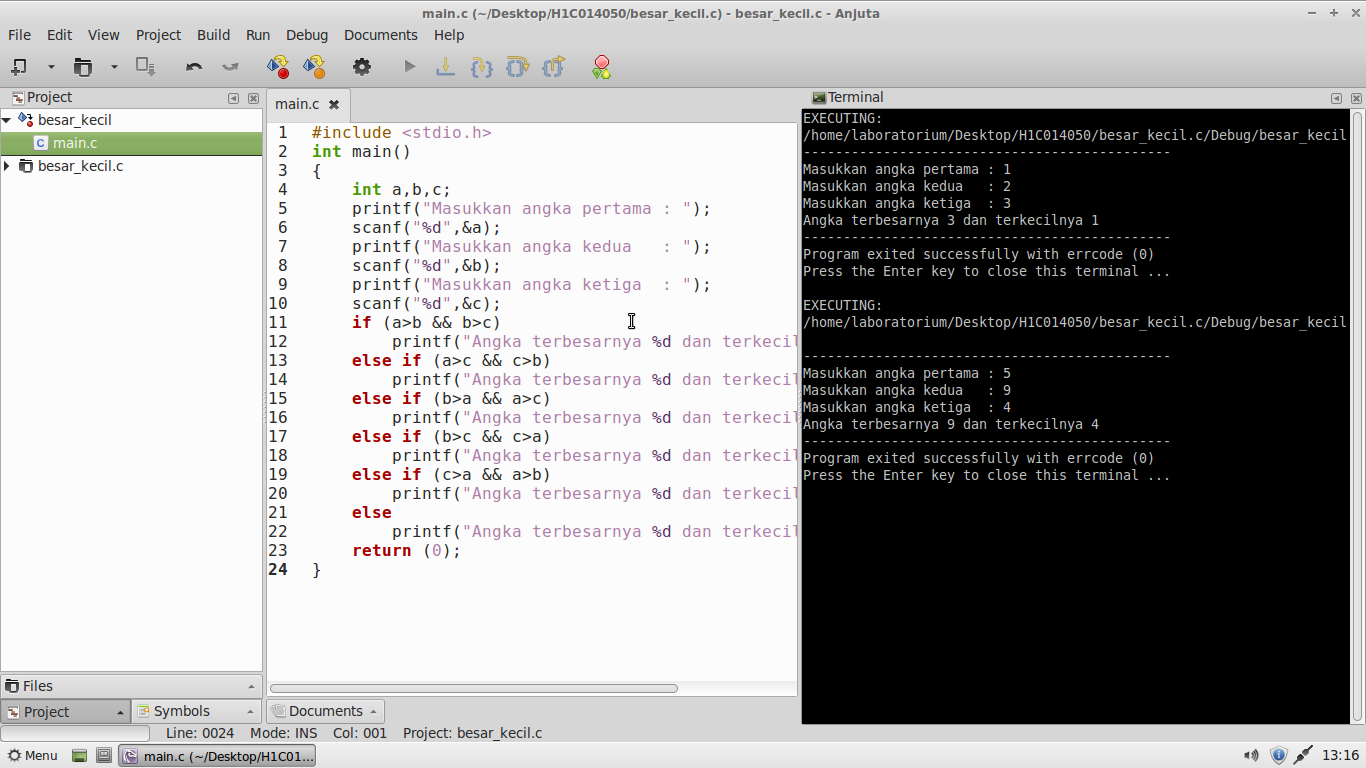 main.c (~/Desktop/H1C014050/besar_kecil.c) - besar_kecil.c - Anjuta
File Edit View Project Build Run Debug Documents Help
Project
besar_kecil
main.c
besar_kecil.c
Files
Project
Symbols
main.c
1 #include <stdio.h>
2 int main()
3 {
4     int a,b,c;
5     printf("Masukkan angka pertama : ");
6     scanf("%d",&a);
7     printf("Masukkan angka kedua   : ");
8     scanf("%d",&b);
9     printf("Masukkan angka ketiga  : ");
10     scanf("%d",&c);
11     if (a>b && b>c)
12         printf("Angka terbesarnya %d dan terkecil
13     else if (a>c && c>b)
14         printf("Angka terbesarnya %d dan terkecil
15     else if (b>a && a>c)
16         printf("Angka terbesarnya %d dan terkecil
17     else if (b>c && c>a)
18         printf("Angka terbesarnya %d dan terkecil
19     else if (c>a && a>b)
20         printf("Angka terbesarnya %d dan terkecil
21     else
22         printf("Angka terbesarnya %d dan terkecil
23     return (0);
24 }
Documents
Terminal
EXECUTING:
/home/laboratorium/Desktop/H1C014050/besar_kecil.c/Debug/besar_kecil
----------------------------------------------
Masukkan angka pertama : 1
Masukkan angka kedua   : 2
Masukkan angka ketiga  : 3
Angka terbesarnya 3 dan terkecilnya 1
----------------------------------------------
Program exited successfully with errcode (0)
Press the Enter key to close this terminal ...
EXECUTING:
/home/laboratorium/Desktop/H1C014050/besar_kecil.c/Debug/besar_kecil
----------------------------------------------
Masukkan angka pertama : 5
Masukkan angka kedua   : 9
Masukkan angka ketiga  : 4
Angka terbesarnya 9 dan terkecilnya 4
----------------------------------------------
Program exited successfully with errcode (0)
Press the Enter key to close this terminal ...
Line: 0024 Mode: INS Col: 001 Project: besar_kecil.c
Menu
main.c (~/Desktop/H1C01...
13:16